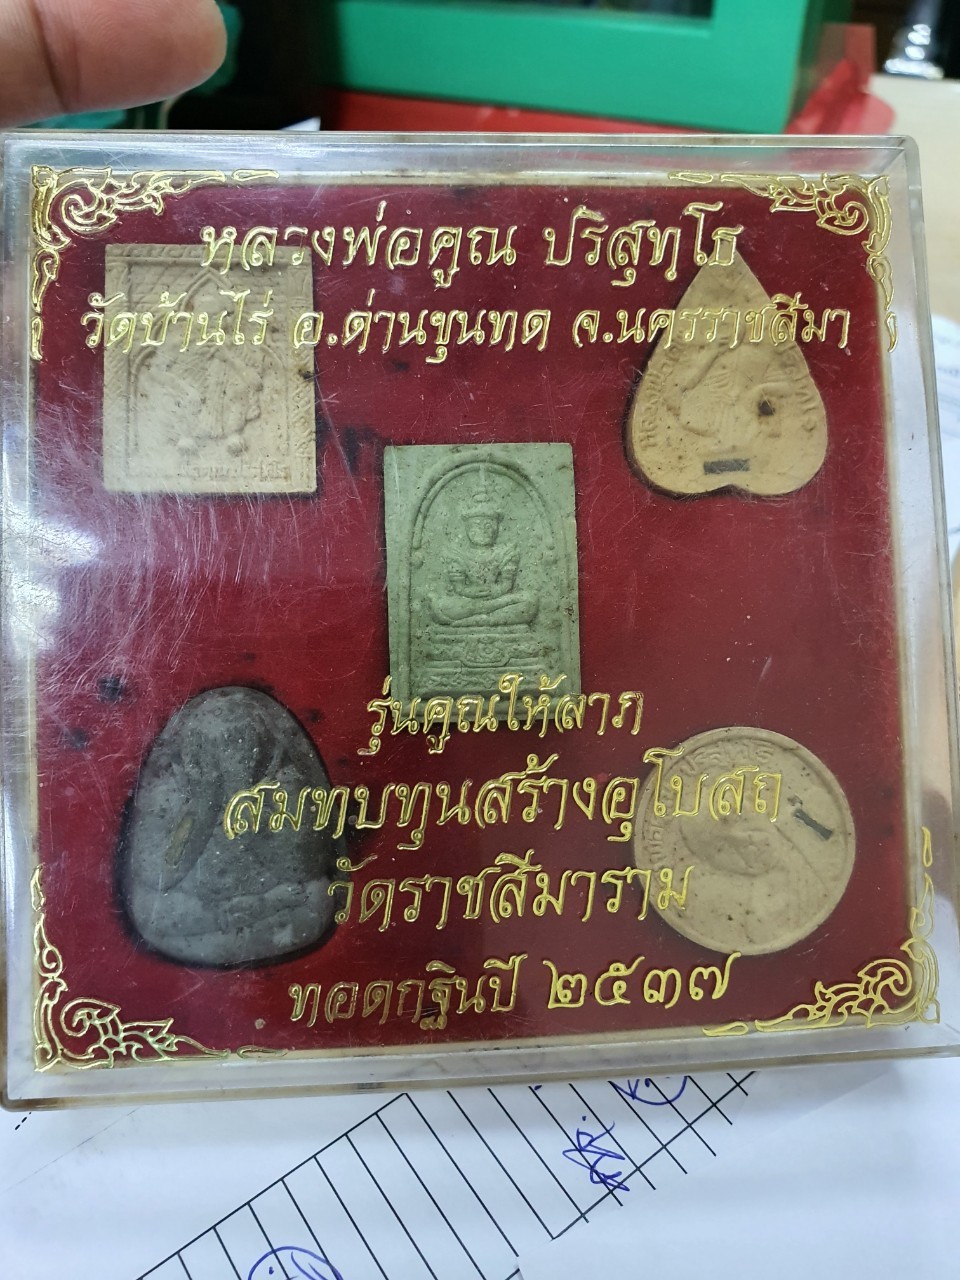 หลวงพ่อคูณ ปริสุทฺโธ
วัดบ้านไร่ อ.ด่านขุนทด จ.นครราชสีมา
รุ่นคูณให้ลาภ
สมทบทุนสร้างอุโบสถ
วัดราชสีมาราม
ทอดกฐินปี ๒๕๓๗